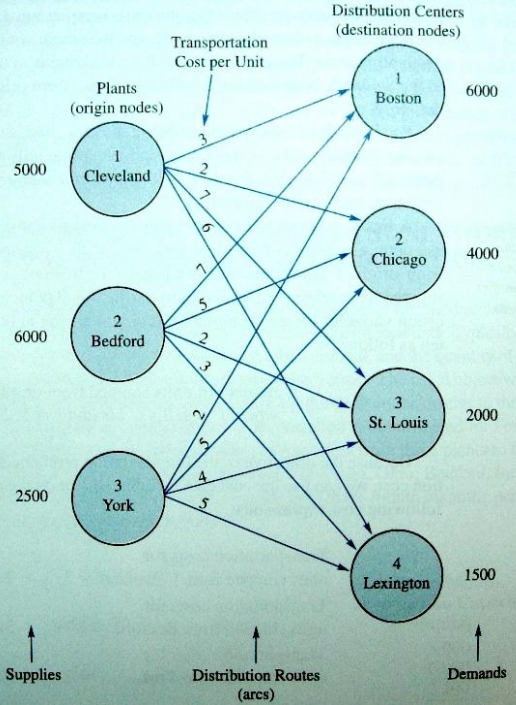 Distribution Centers
(destination nodes)
Transportation
Cost per Unit
Plants
(origin nodes)
1
Boston
6000
5000
1
Cleveland
3
2
7
6
2
Chicago
4000
6000
2
Bedford
7
5
2
3
3
St. Louis
2000
2500
3
York
2
5
4
5
4
Lexington
1500
Supplies
Distribution Routes
(arcs)
Demands